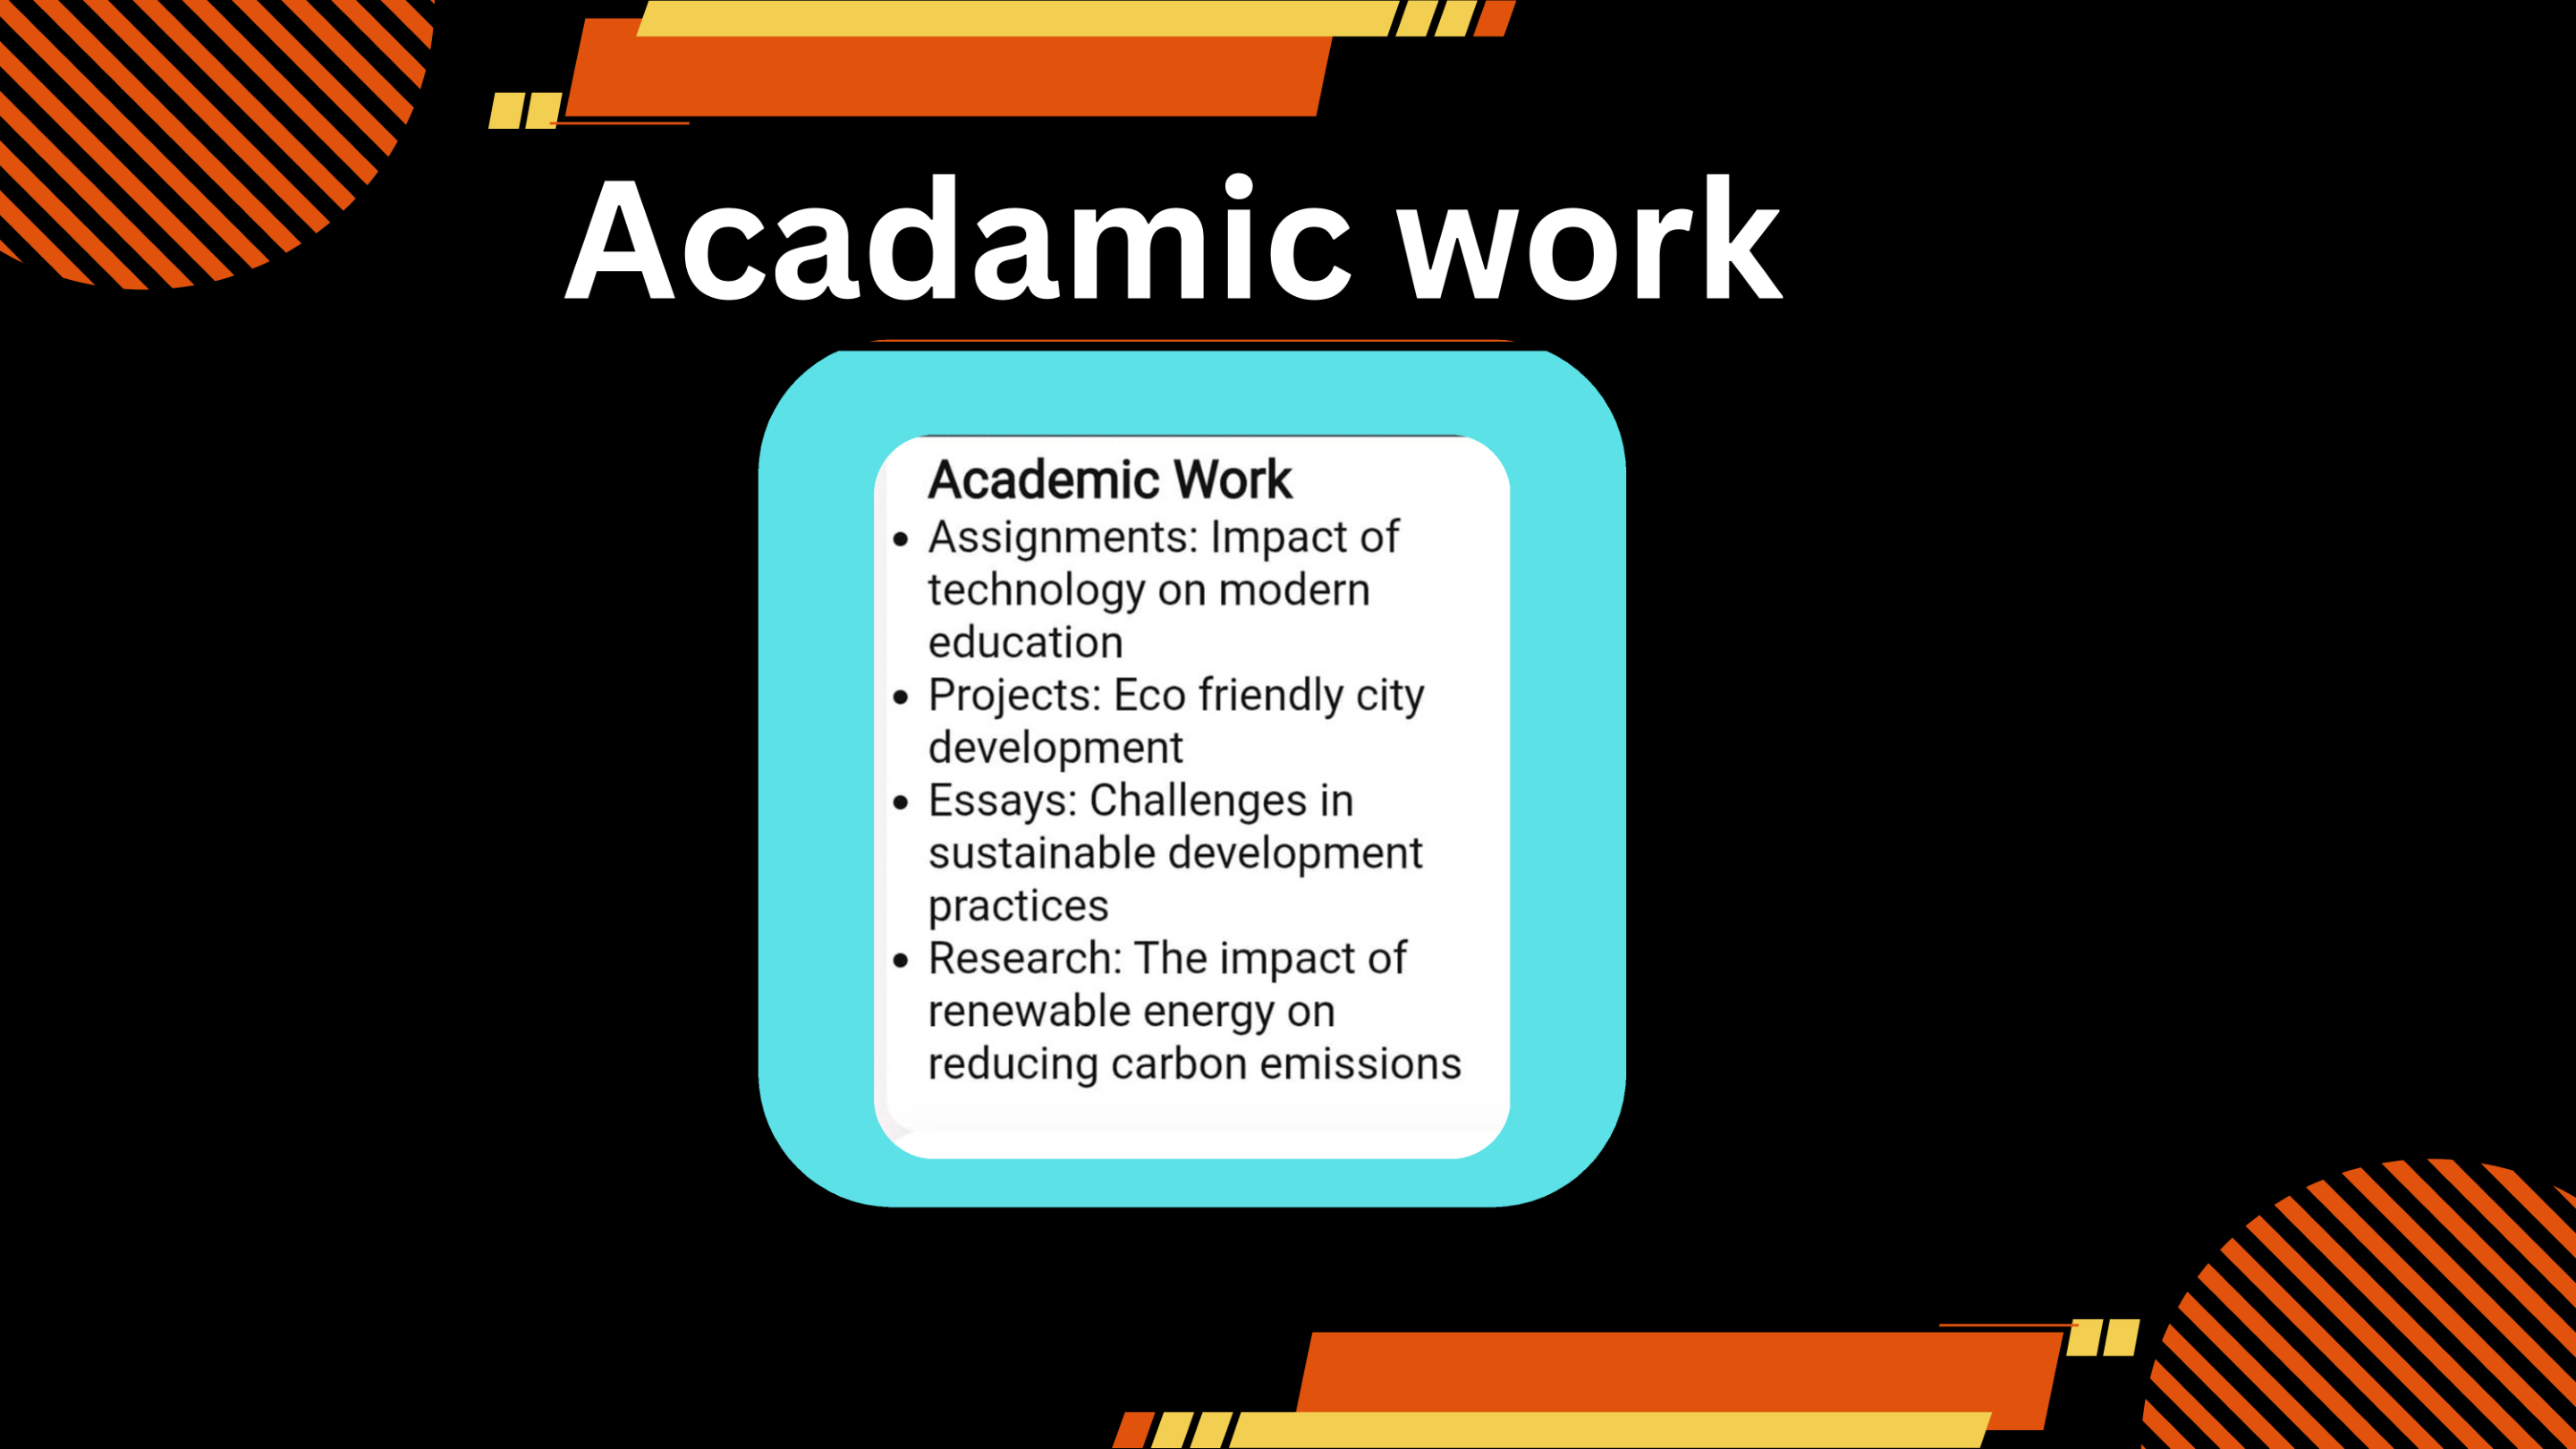 Acadamic work
Academic Work
• Assignments: Impact of
technology on modern
education
• Projects: Eco friendly city
development
• Essays: Challenges in
sustainable development
practices
• Research: The impact of
renewable energy on
reducing carbon emissions